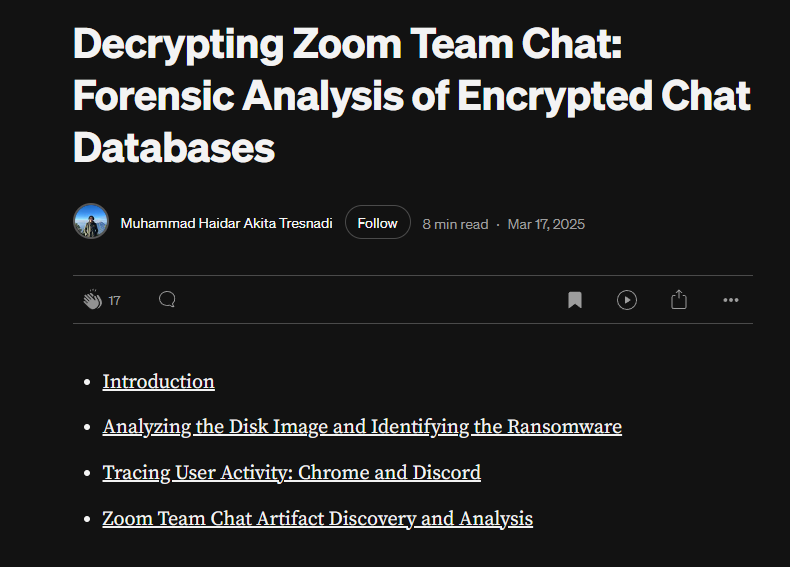 Decrypting Zoom Team Chat:
Forensic Analysis of Encrypted Chat
Databases
Muhammad Haidar Akita Tresnadi Follow 8 min read · Mar 17, 2025
17
• Introduction
• Analyzing the Disk Image and Identifying the Ransomware
• Tracing User Activity: Chrome and Discord
• Zoom Team Chat Artifact Discovery and Analysis